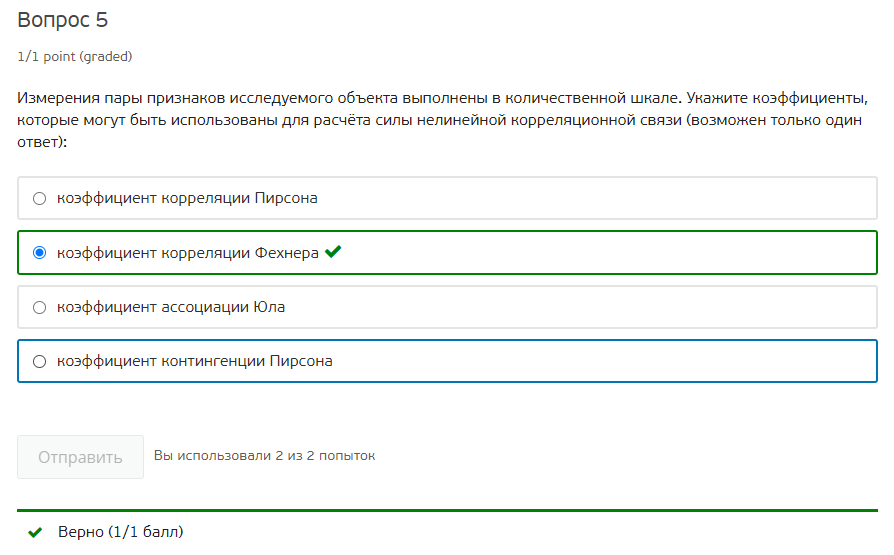 Вопрос 5
1/1 point (graded)
Измерения пары признаков исследуемого объекта выполнены в количественной шкале. Укажите коэффициенты,
которые могут быть использованы для расчёта силы нелинейной корреляционной связи (возможен только один
ответ):
коэффициент корреляции Пирсона
коэффициент корреляции Фехнера
коэффициент ассоциации Юла
коэффициент контингенции Пирсона
Отправить
Вы использовали 2 из 2 попыток
Верно (1/1 балл)